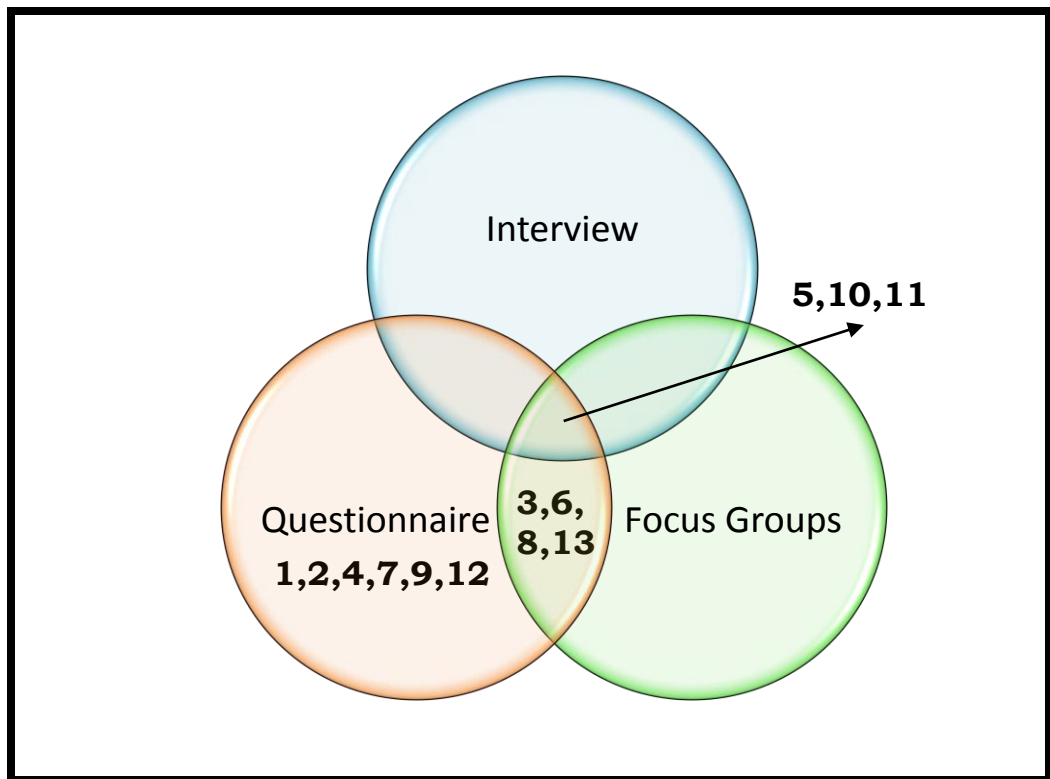 Interview
5,10,11
Questionnaire
1,2,4,7,9,12
3,6,
8,13
Focus Groups